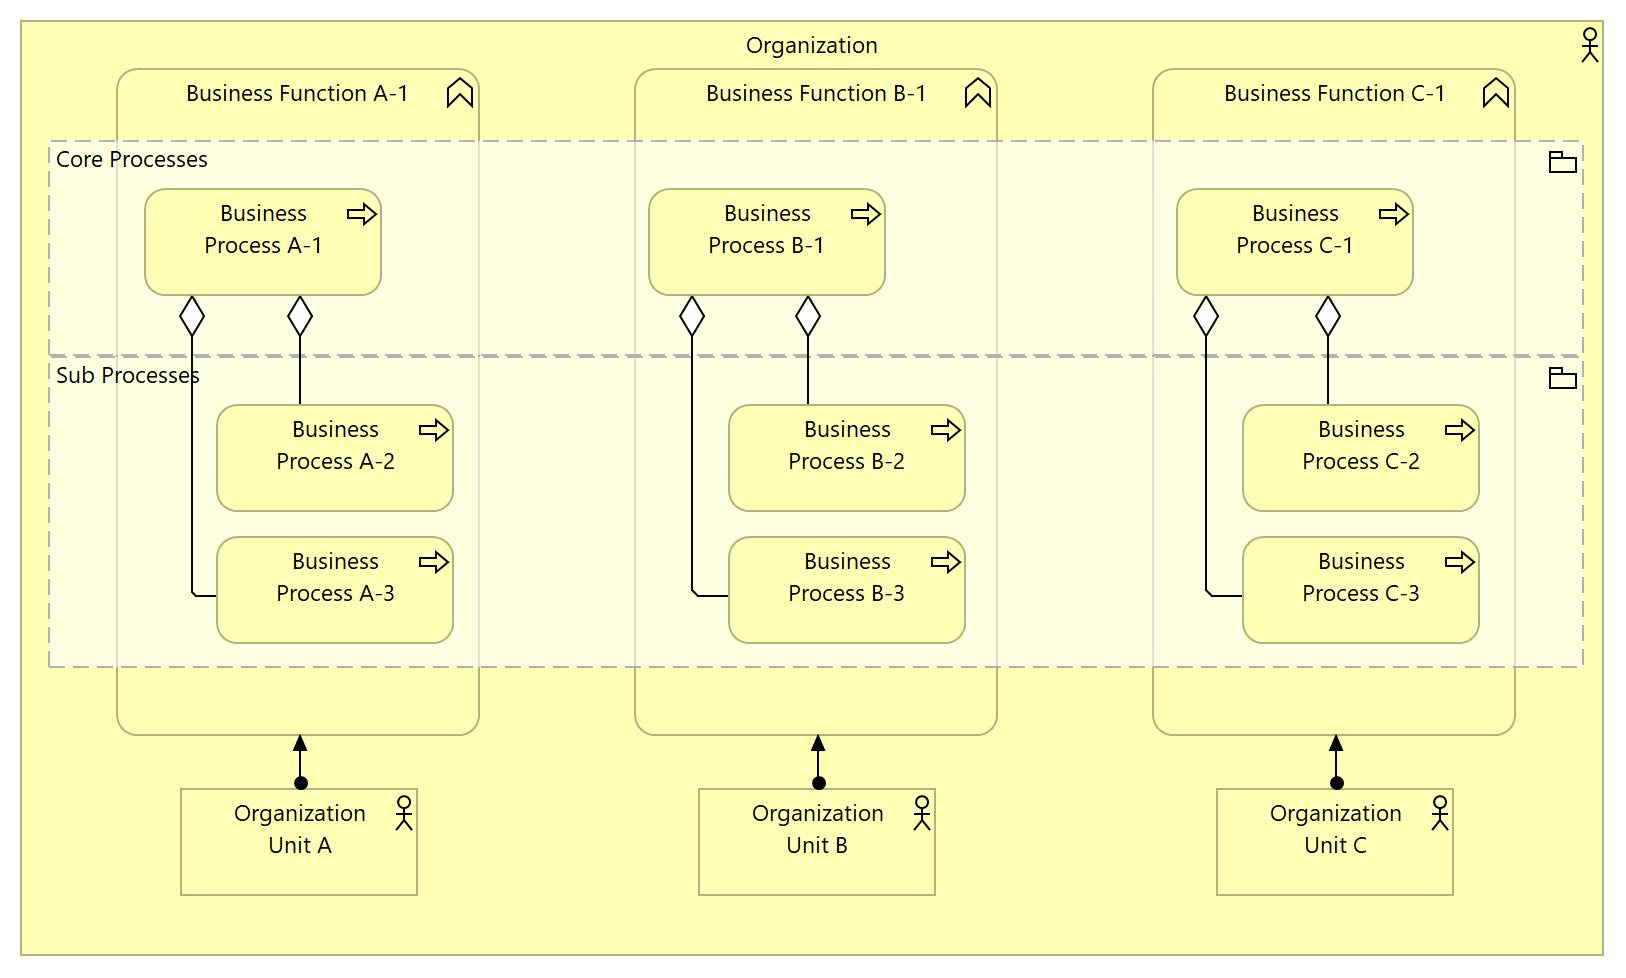 Organization
Business Function A-1
Business Function B-1
Business Function C-1
Core Processes
Business
Process A-1
Business
Process B-1
Business
Process C-1
Sub Processes
Business
Process A-2
Business
Process B-2
Business
Process C-2
Business
Process A-3
Business
Process B-3
Business
Process C-3
Organization
Unit A
Organization
Unit B
Organization
Unit C